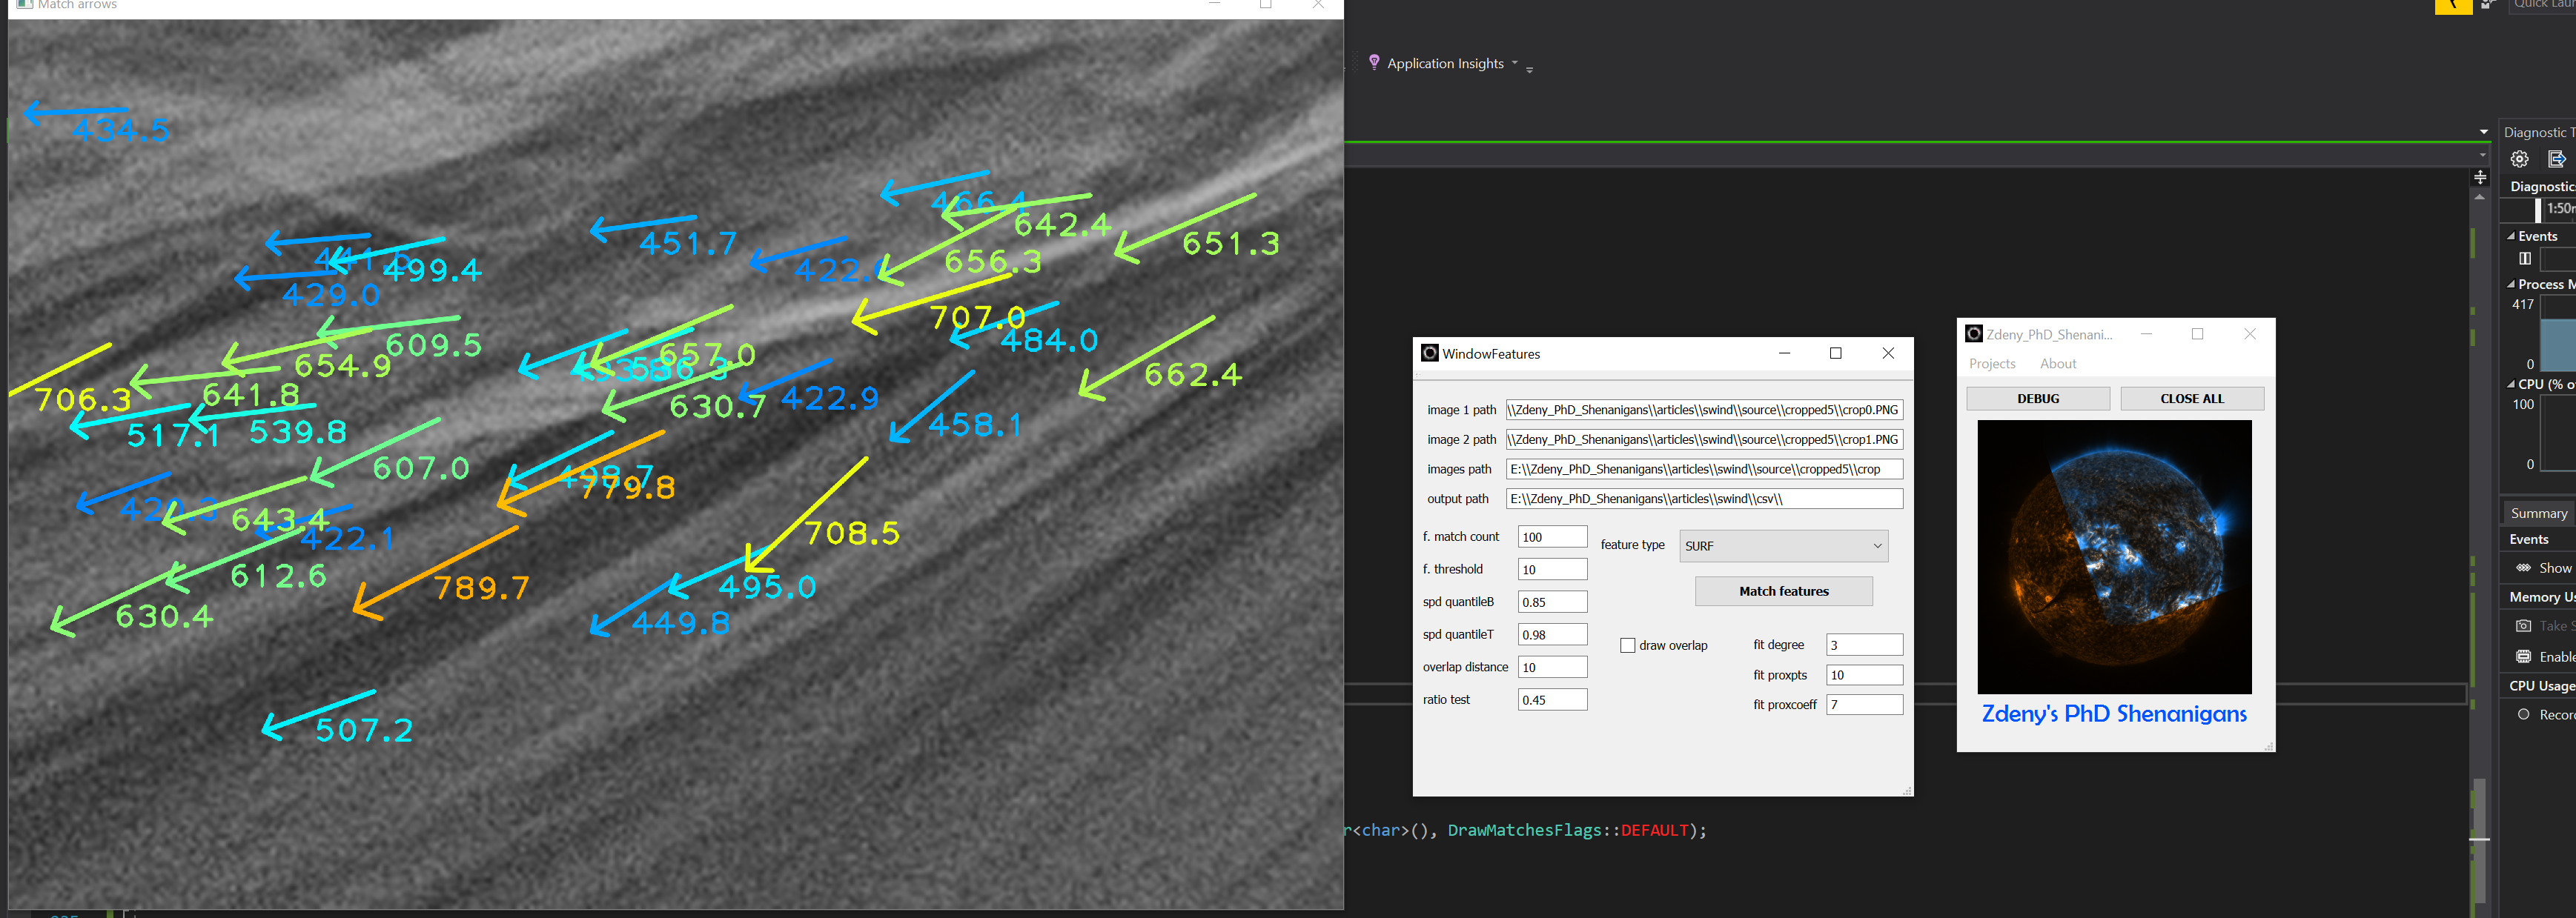 Match arrows
434.5
466.4
642.4
451.7
651.3
656.3
499.4
429.0
707.0
484.0
609.5
657.0
654.9
662.4
641.8
706.3
630.7
422.9
517.1
539.8
458.1
607.0
498.7
779.8
643.4
422.1
708.5
612.6
789.7
495.0
630.4
449.8
507.2
Application Insights
r<char>(), DrawMatchesFlags::DEFAULT);
WindowFeatures
image 1 path \\Zdeny_PhD_Shenanigans\\articles\\swind\\source\\cropped5\\crop0.PNG
image 2 path \\Zdeny_PhD_Shenanigans\\articles\\swind\\source\\cropped5\\crop1.PNG
images path E:\\Zdeny_PhD_Shenanigans\\articles\\swind\\source\\cropped5\\crop
output path E:\\Zdeny_PhD_Shenanigans\\articles\\swind\\csv\\
f. match count 100
feature type SURF
f. threshold 10
Match features
spd quantileB 0.85
spd quantileT 0.98
draw overlap
fit degree 3
overlap distance 10
fit proxpts 10
ratio test 0.45
fit proxcoeff 7
Zdeny_PhD_Shenani...
Projects About
DEBUG CLOSE ALL
Zdeny's PhD Shenanigans
Quick Laun
Diagnostic T
Diagnostic
1:50
Events
Process M
417
0
CPU (% o
100
0
Summary
Events
Show
Memory Us
Take S
Enable
CPU Usage
Recor